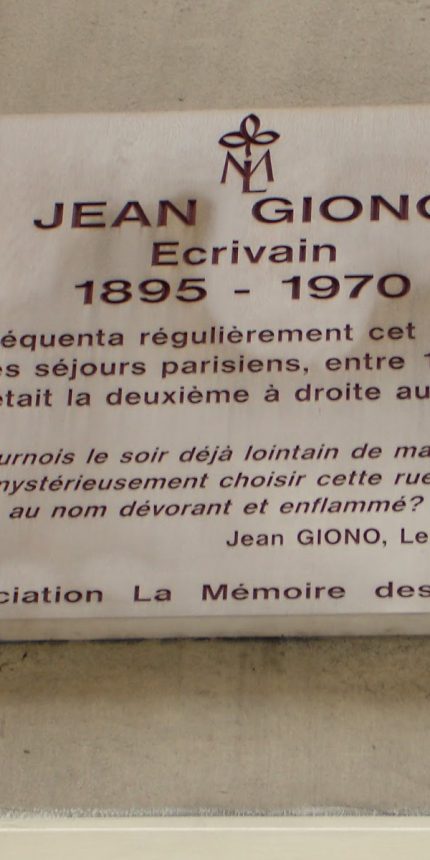 JEAN GIONO
Ecrivain
1895 - 1970
équenta régulièrement cet
s séjours parisiens, entre 1
était la deuxième à droite au
urnois le soir déjà lointain de ma
mystérieusement choisir cette rue
au nom dévorant et enflammé?
Jean GIONO, Le
ciation La Mémoire des